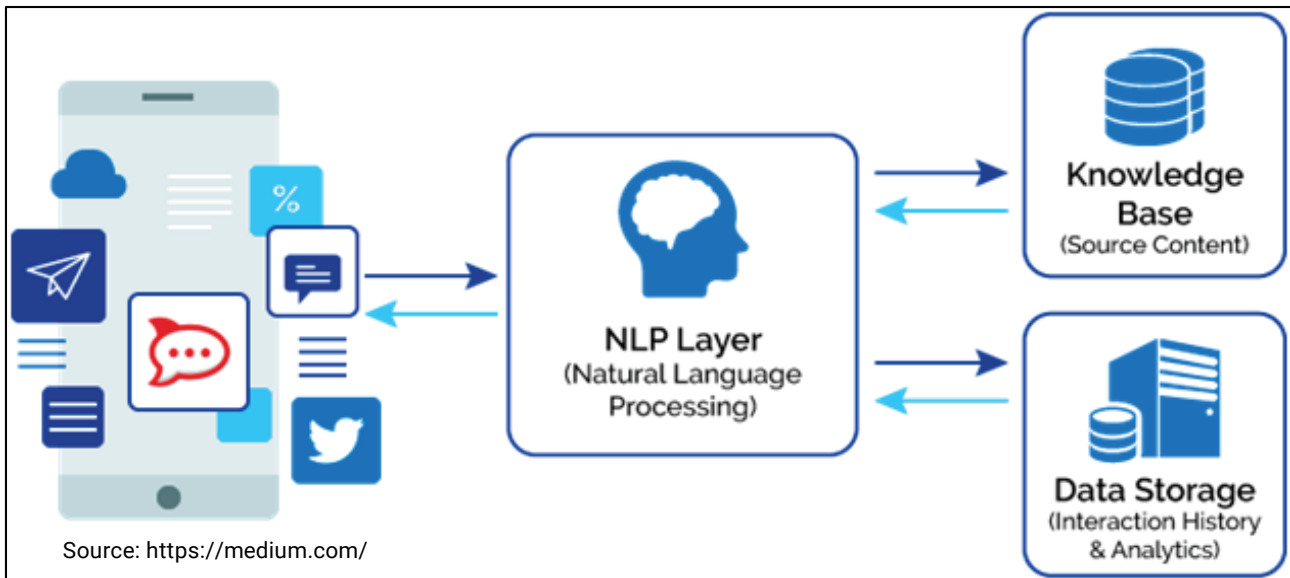 %
NLP Layer
(Natural Language
Processing)
Knowledge
Base
(Source Content)
Data Storage
(Interaction History
& Analytics)
Source: https://medium.com/